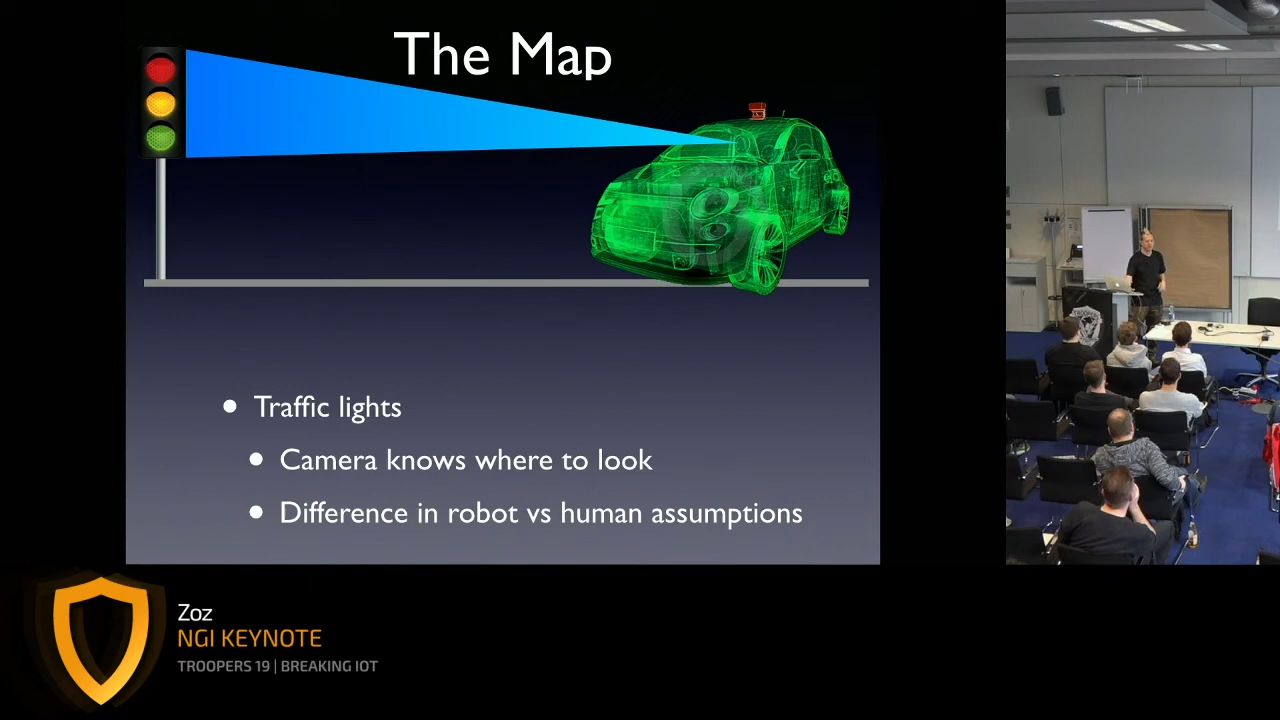 The Map
Traffic lights
Camera knows where to look
Difference in robot vs human assumptions
Zoz
NGI KEYNOTE
TROOPERS 19 | BREAKING IOT